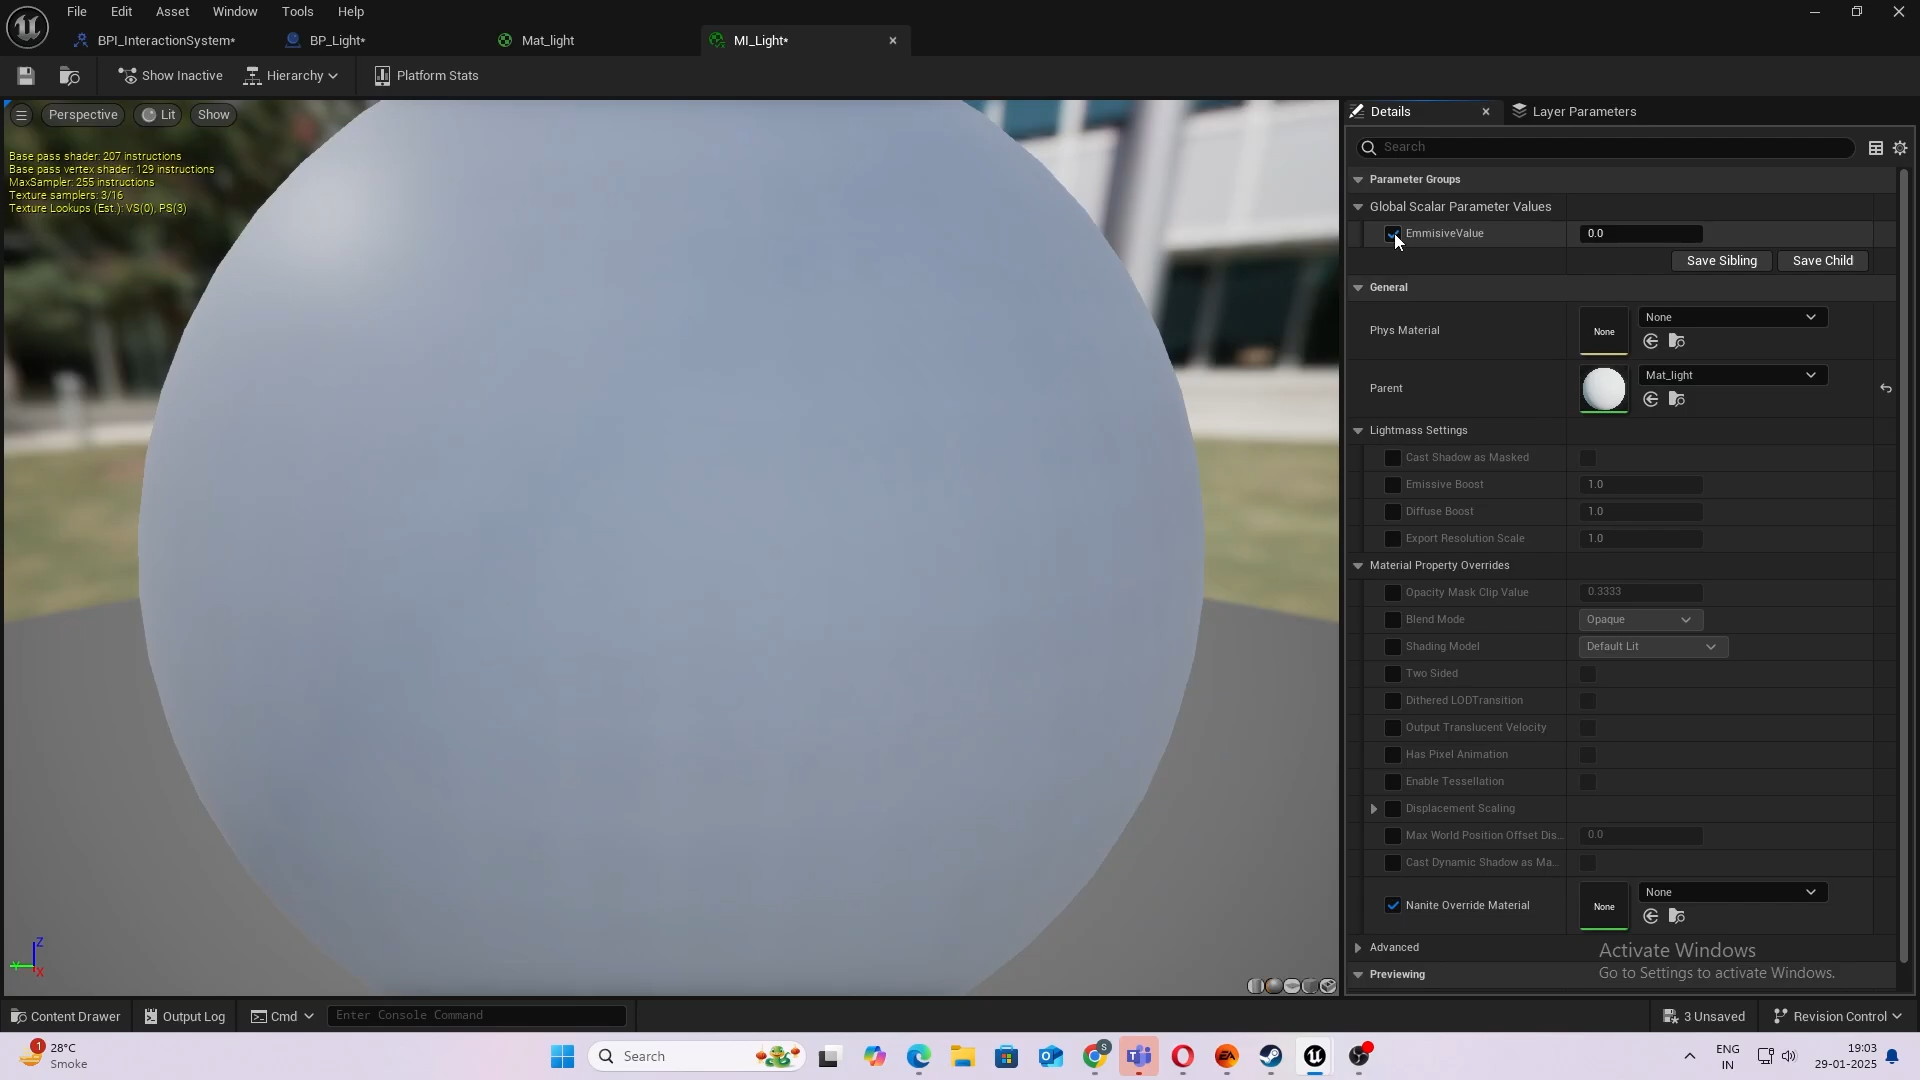 File Edit Asset Window Tools Help
BPI_InteractionSystem* BP_Light* Mat_light MI_Light*
Show Inactive Hierarchy Platform Stats
Perspective Lit Show
Base pass shader: 207 instructions
Base pass vertex shader: 129 instructions
MaxSampler: 255 instructions
Texture samplers: 3/16
Texture Lookups (Est.): VS(0), PS(3)
Details Layer Parameters
Search
Parameter Groups
Global Scalar Parameter Values
EmmisiveValue 0.0
Save Sibling Save Child
General
Phys Material None None
Parent Mat_light
Lightmass Settings
Cast Shadow as Masked
Emissive Boost 1.0
Diffuse Boost 1.0
Export Resolution Scale 1.0
Material Property Overrides
Opacity Mask Clip Value 0.3333
Blend Mode Opaque
Shading Model Default Lit
Two Sided
Dithered LODTransition
Output Translucent Velocity
Has Pixel Animation
Enable Tessellation
Displacement Scaling
Max World Position Offset Dis... 0.0
Cast Dynamic Shadow as Ma...
Nanite Override Material None None
Advanced
Previewing
Activate Windows
Go to Settings to activate Windows.
Z
Y
X
Content Drawer Output Log Cmd Enter Console Command 3 Unsaved Revision Control
1 28°C
Smoke
Search
S
EA
ENG
IN
19:03
29-01-2025